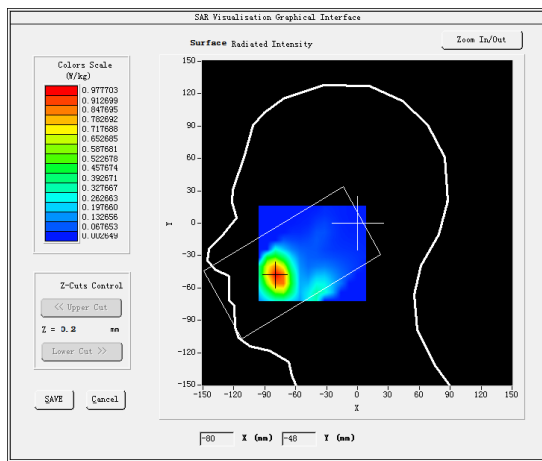 SAR Visualisation Graphical Interface
Surface Radiated Intensity
Zoom In/Out
Colors Scale
(W/kg)
0.977703
0.912699
0.847695
0.782692
0.717688
0.652685
0.587681
0.522678
0.457674
0.392671
0.327667
0.262663
0.197660
0.132656
0.067653
0.002649
Z-Cuts Control
<< Upper Cut
Z = 0.2 mm
Lower Cut >>
SAVE Cancel
150
120
90
60
30
0
-30
-60
-90
-120
-150
Y
-150 -120 -90 -60 -30 0 30 60 90 120 150
X
-80 X (mm) -48 Y (mm)